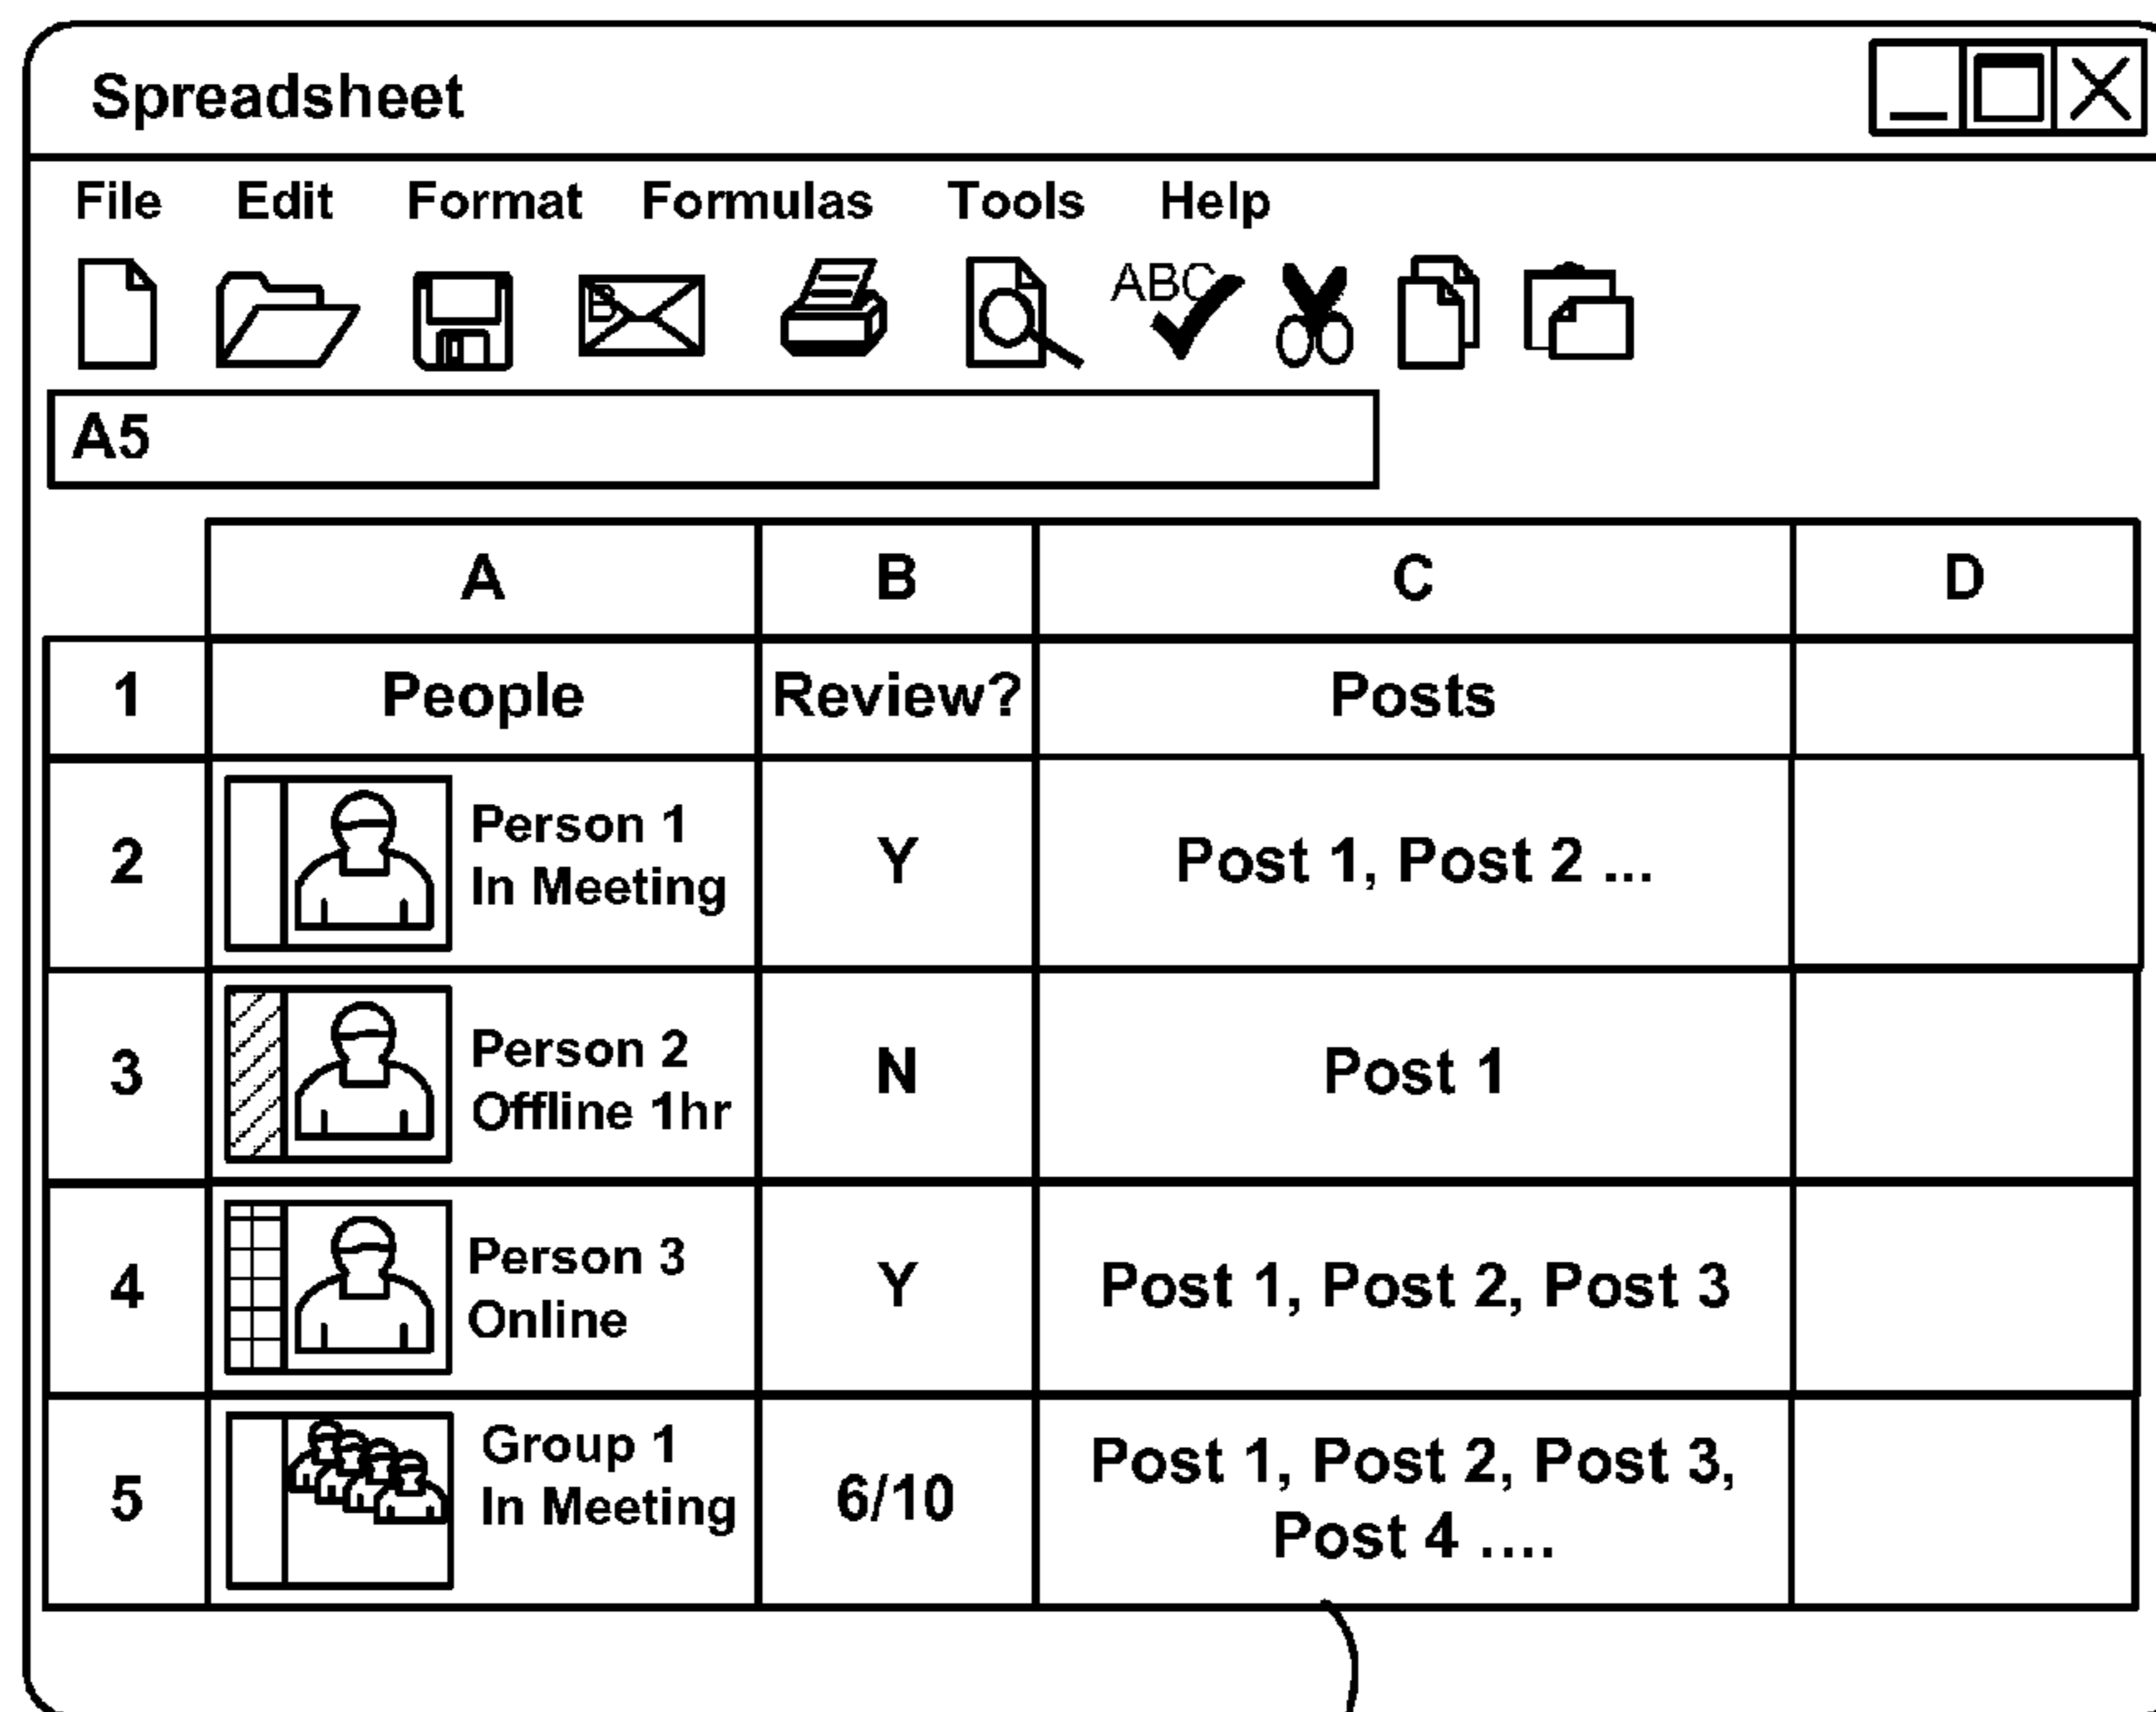 Spreadsheet
File Edit Format Formulas Tools Help
B
ABC
A5
A B C D
1 People Review? Posts
2 Person 1
In Meeting Y Post 1, Post 2 ...
3 Person 2
Offline 1hr N Post 1
4 Person 3
Online Y Post 1, Post 2, Post 3
5 Group 1
In Meeting 6/10 Post 1, Post 2, Post 3,
Post 4 ....